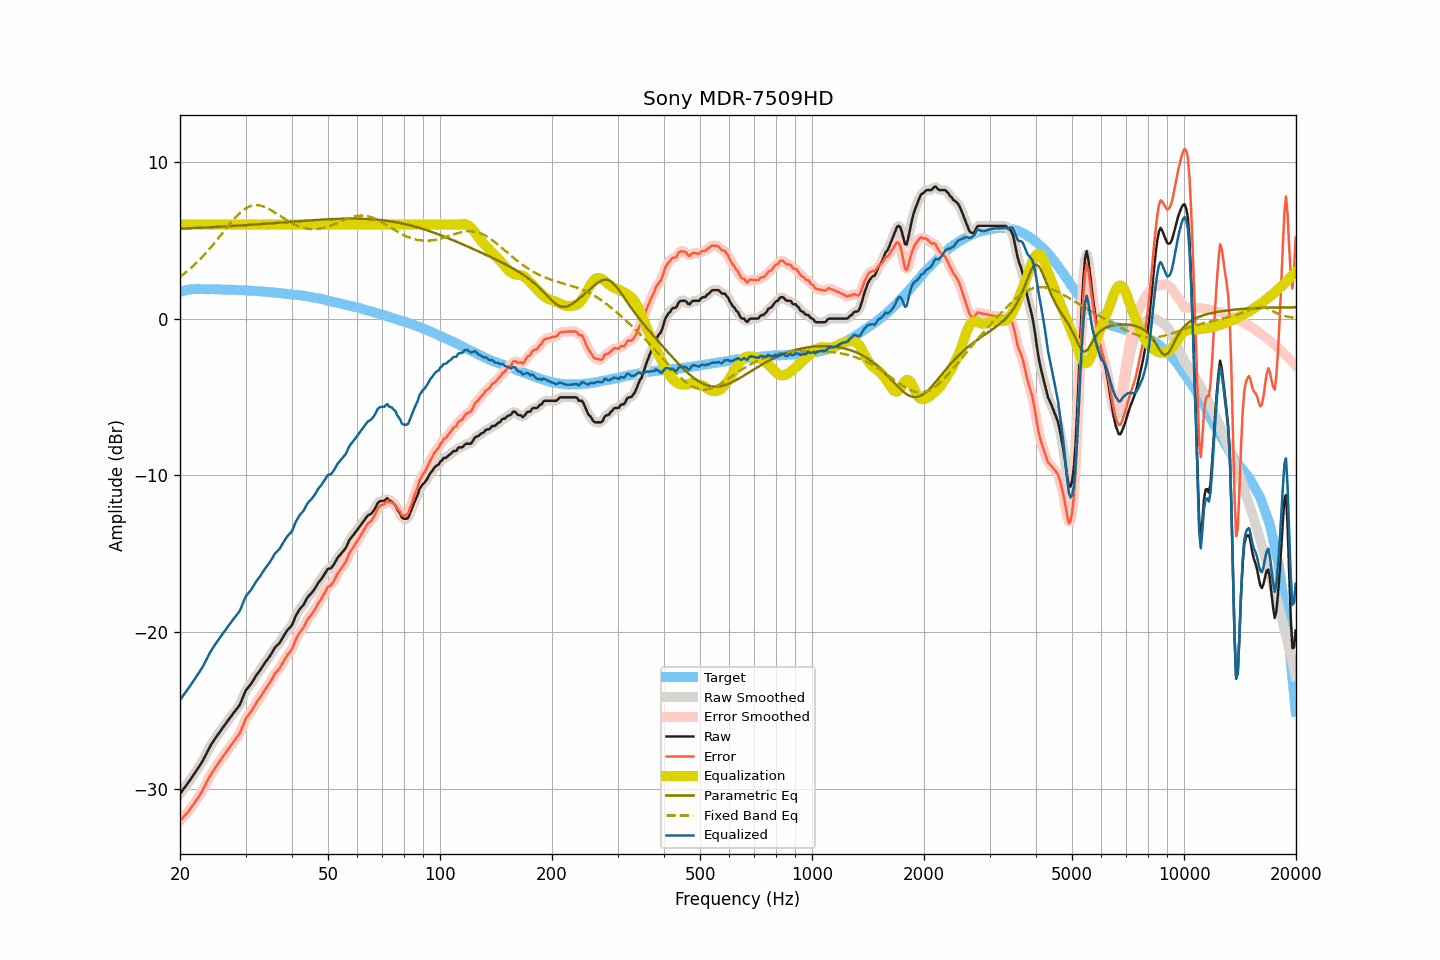 Sony MDR-7509HD
Amplitude (dBr)
10
0
−10
−20
−30
Target
Raw Smoothed
Error Smoothed
Raw
Error
Equalization
Parametric Eq
Fixed Band Eq
Equalized
20 50 100 200 500 1000 2000 5000 10000 20000
Frequency (Hz)